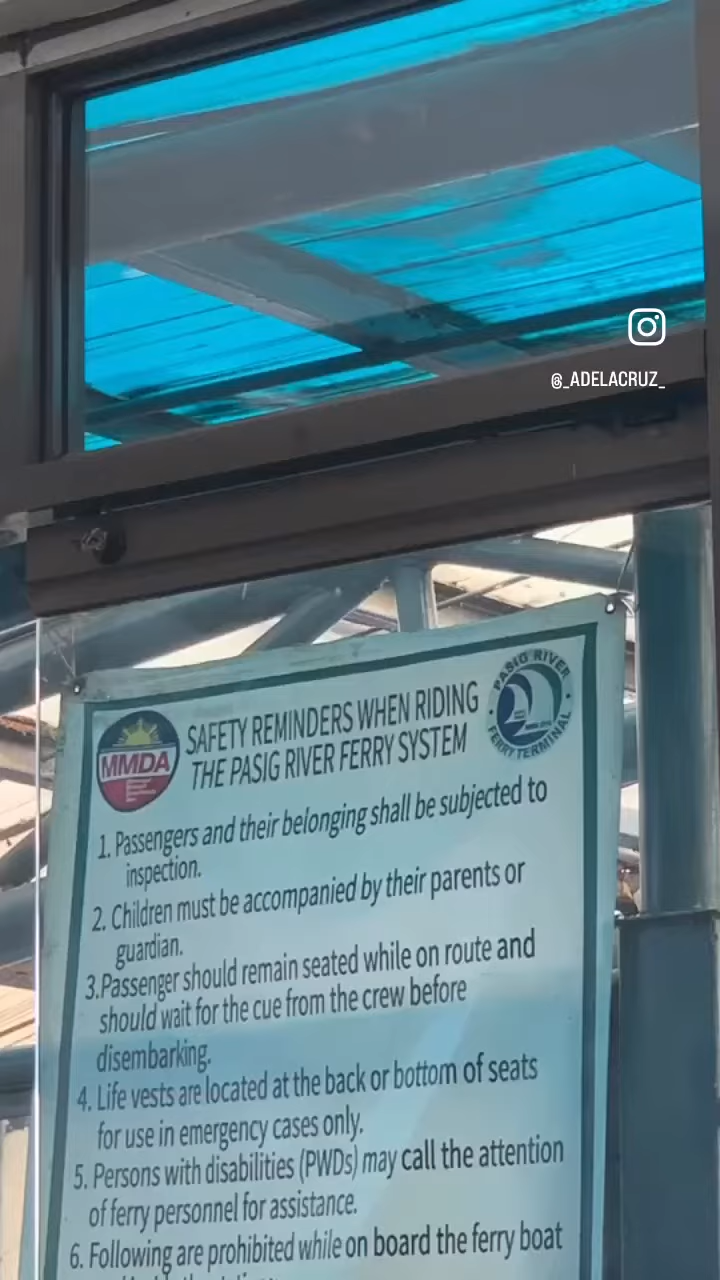 @_ADELACRUZ_
SAFETY REMINDERS WHEN RIDING
THE PASIG RIVER FERRY SYSTEM
MMDA
PASIG RIVER
FERRY TERMINAL
1. Passengers and their belonging shall be subjected to
inspection.
2. Children must be accompanied by their parents or
guardian.
3.Passenger should remain seated while on route and
should wait for the cue from the crew before
disembarking.
4. Life vests are located at the back or bottom of seats
for use in emergency cases only.
5. Persons with disabilities (PWDs) may call the attention
of ferry personnel for assistance.
6. Following are prohibited while on board the ferry boat